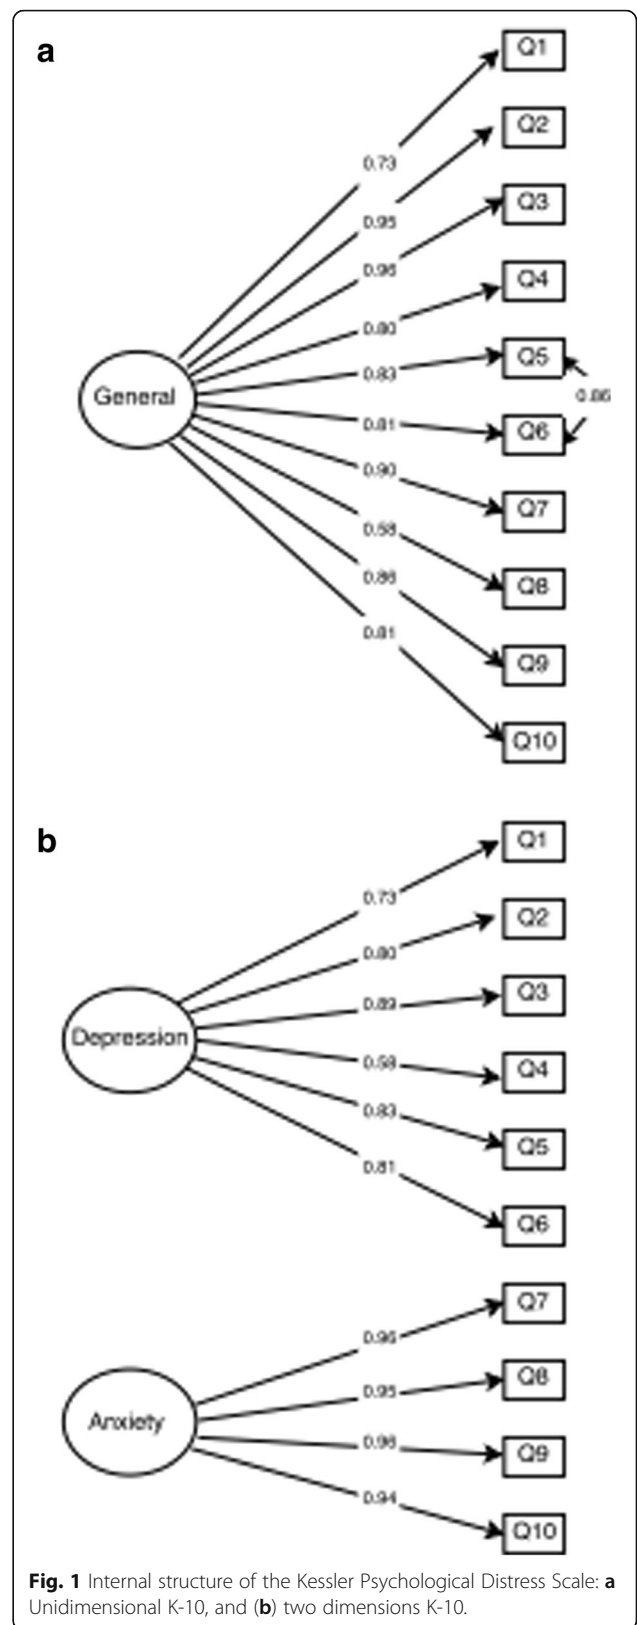 a
Q1
0.73
Q2
0.95
Q3
0.96
Q4
0.80
Q5
0.83
General
0.86
Q6
0.81
Q7
0.90
Q8
0.58
Q9
0.86
Q10
0.81
b
Q1
0.73
Q2
0.80
Q3
0.89
Depression
Q4
0.58
Q5
0.83
Q6
0.81
Q7
0.96
Q8
0.95
Anxiety
Q9
0.96
Q10
0.94
Fig. 1 Internal structure of the Kessler Psychological Distress Scale: a
Unidimensional K-10, and (b) two dimensions K-10.